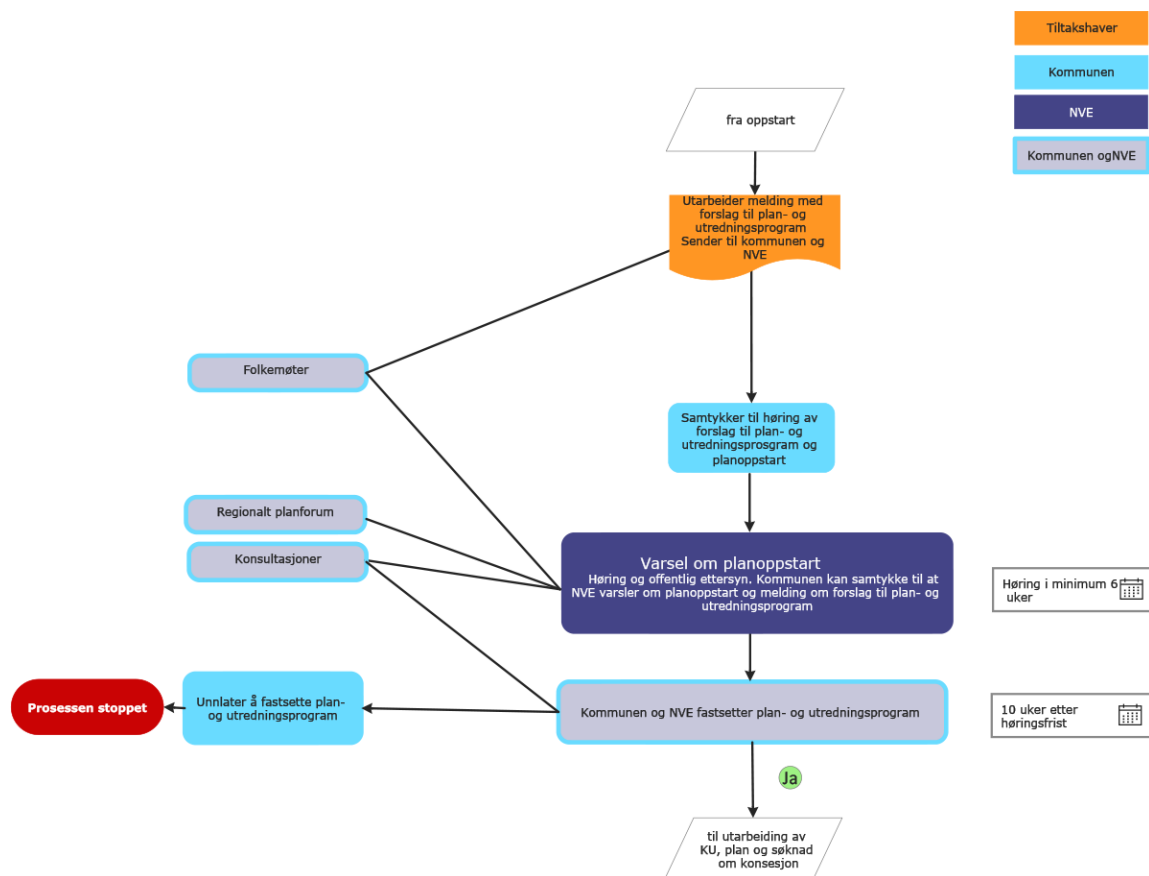 Tiltakshaver
Kommunen
NVE
Kommunen ogNVE
fra oppstart
Utarbeider melding med
forslag til plan- og
utredningsprogram
Sender til kommunen og
NVE
Folkemøter
Samtykker til høring av
forslag til plan- og
utredningsprosgram og
planoppstart
Regionalt planforum
Konsultasjoner
Varsel om planoppstart
Høring og offentlig ettersyn. Kommunen kan samtykke til at
NVE varsler om planoppstart og melding om forslag til plan- og
utredningsprogram
Høring i minimum 6
uker
Prosessen stoppet
Unnlater å fastsette plan-
og utredningsprogram
Kommunen og NVE fastsetter plan- og utredningsprogram
10 uker etter
høringsfrist
Ja
til utarbeiding av
KU, plan og søknad
om konsesjon